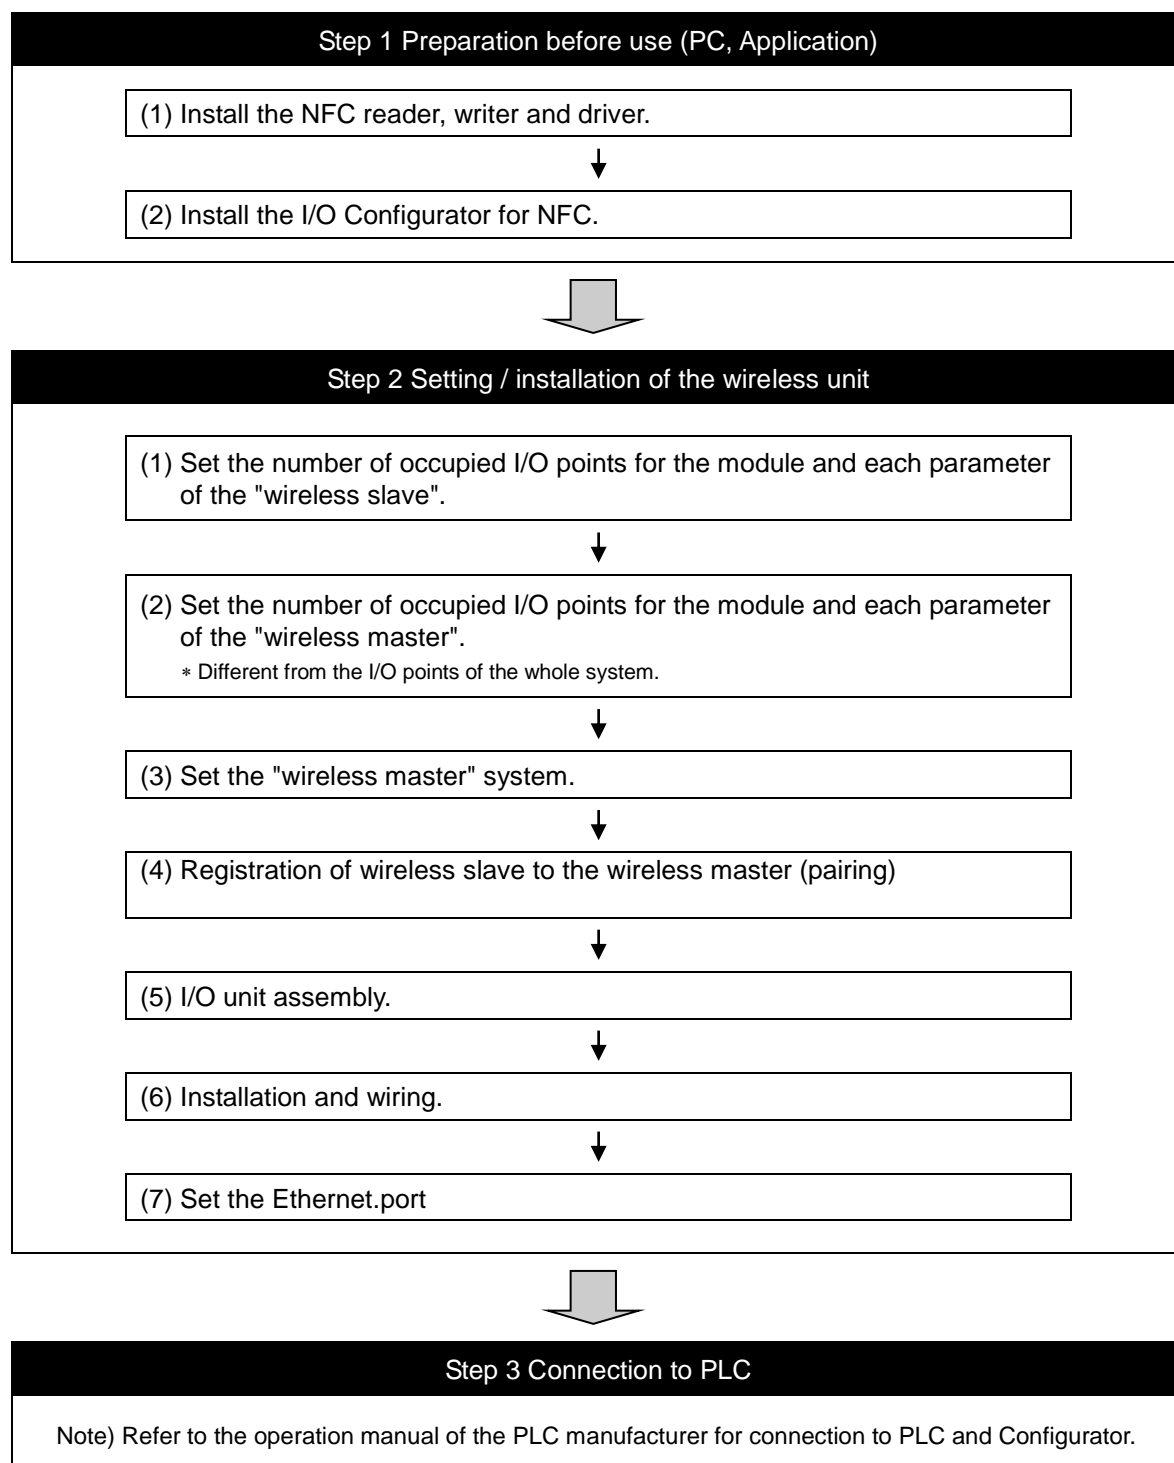 Step 1 Preparation before use (PC, Application)
(1) Install the NFC reader, writer and driver.
(2) Install the I/O Configurator for NFC.
Step 2 Setting / installation of the wireless unit
(1) Set the number of occupied I/O points for the module and each parameter
of the "wireless slave".
(2) Set the number of occupied I/O points for the module and each parameter
of the "wireless master".
* Different from the I/O points of the whole system.
(3) Set the "wireless master" system.
(4) Registration of wireless slave to the wireless master (pairing)
(5) I/O unit assembly.
(6) Installation and wiring.
(7) Set the Ethernet.port
Step 3 Connection to PLC
Note) Refer to the operation manual of the PLC manufacturer for connection to PLC and Configurator.